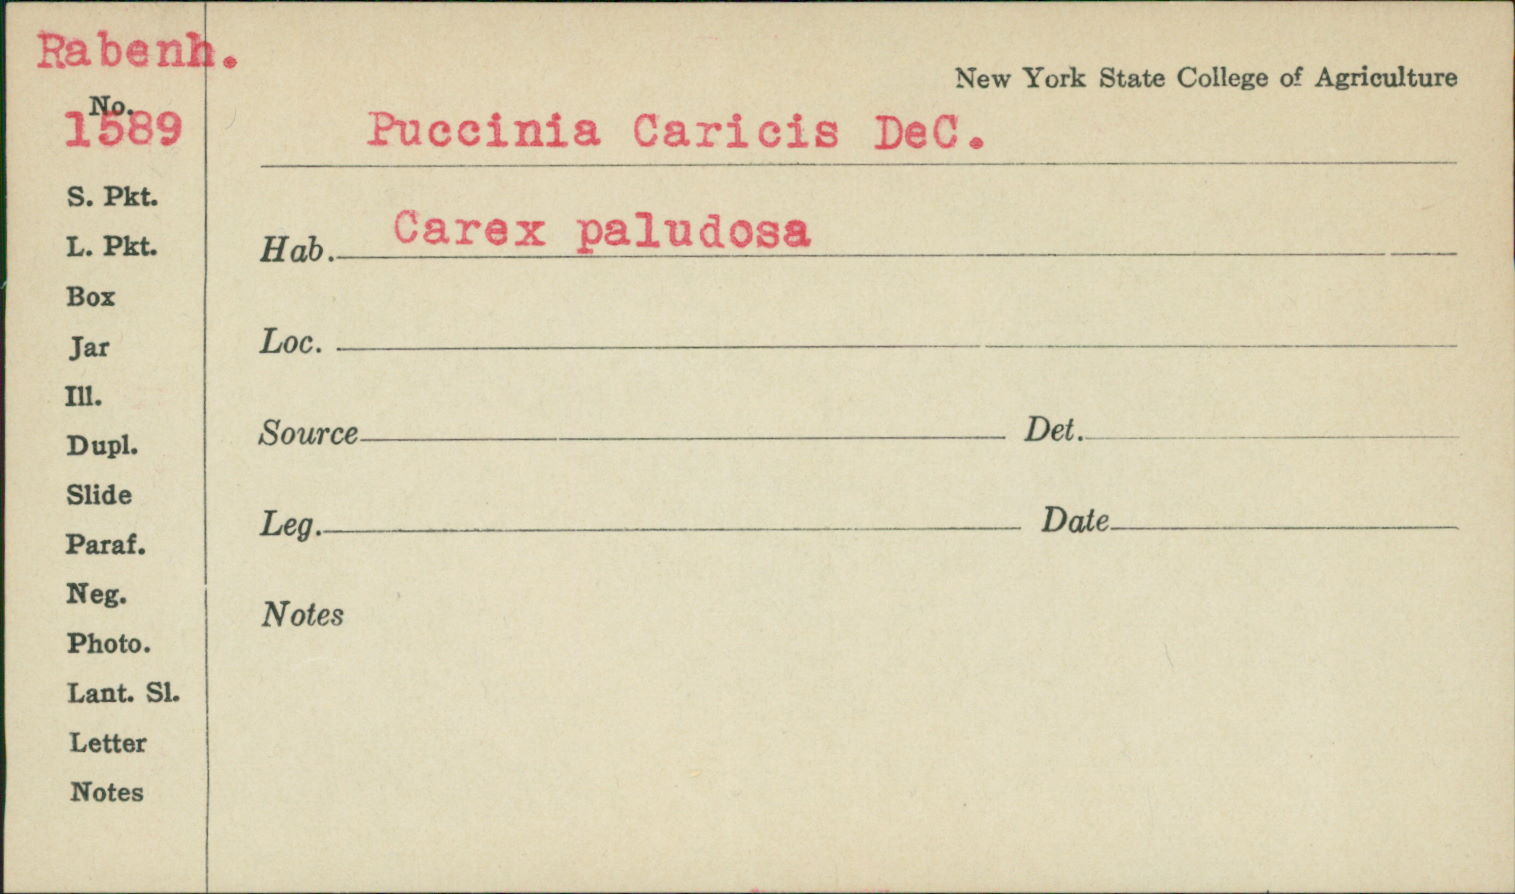 Rabenh.
New York State College of Agriculture
No.
1589
Puccinia Caricis DeC.
S. Pkt.
Hab. Carex paludosa
L. Pkt.
Box
Loc.
Jar
Ill.
Source Det.
Dupl.
Slide
Leg. Date
Paraf.
Neg.
Notes
Photo.
Lant. Sl.
Letter
Notes